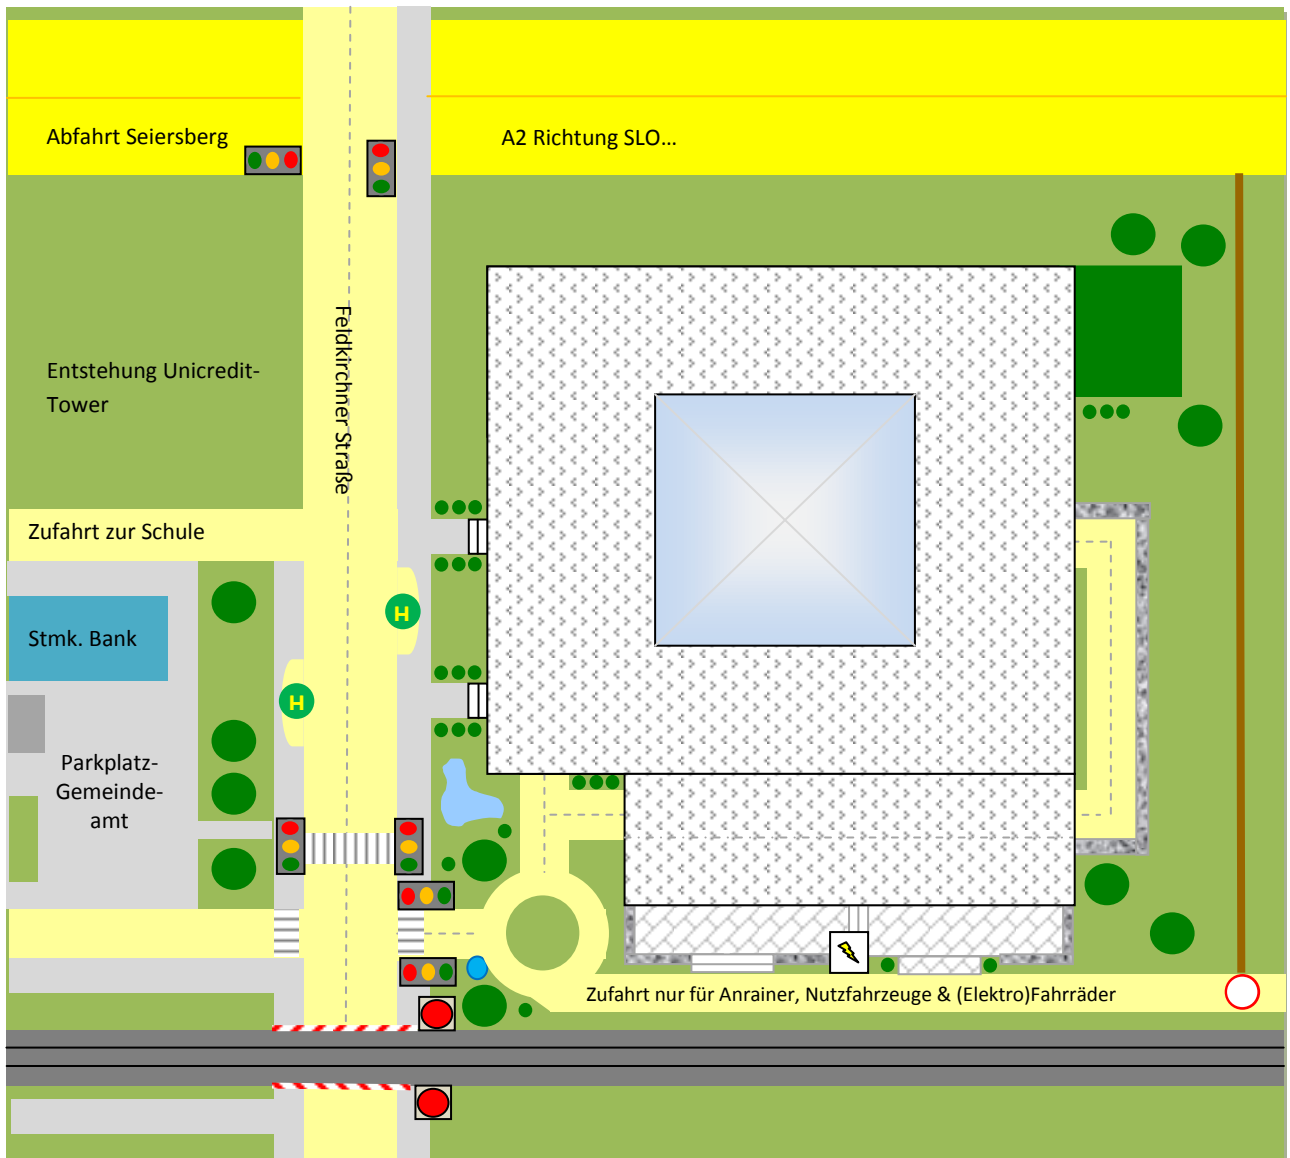 Abfahrt Seiersberg
A2 Richtung SLO...
Feldkirchner Straße
Entstehung Unicredit-
Tower
Zufahrt zur Schule
H
Stmk. Bank
H
Parkplatz-
Gemeinde-
amt
Zufahrt nur für Anrainer, Nutzfahrzeuge & (Elektro)Fahrräder